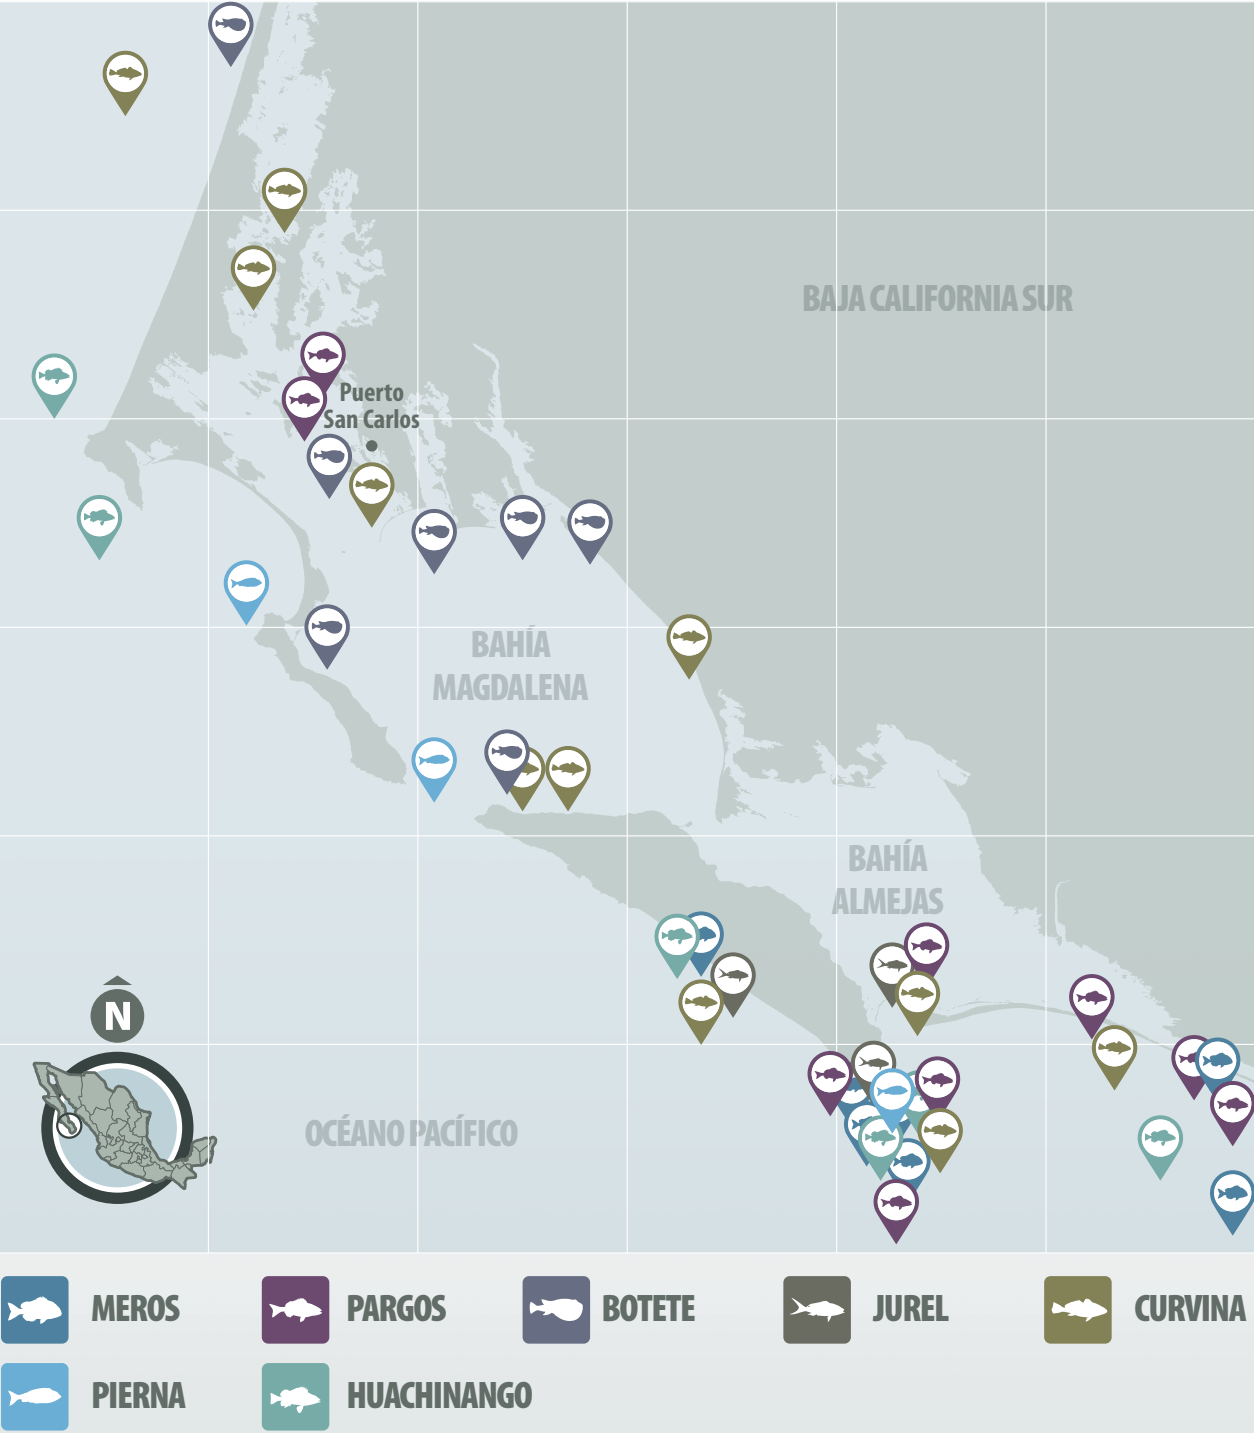 BAJA CALIFORNIA SUR
Puerto
San Carlos
BAHÍA
MAGDALENA
BAHÍA
ALMEJAS
N
OCÉANO PACÍFICO
MEROS
PARGOS
BOTETE
JUREL
CURVINA
PIERNA
HUACHINANGO